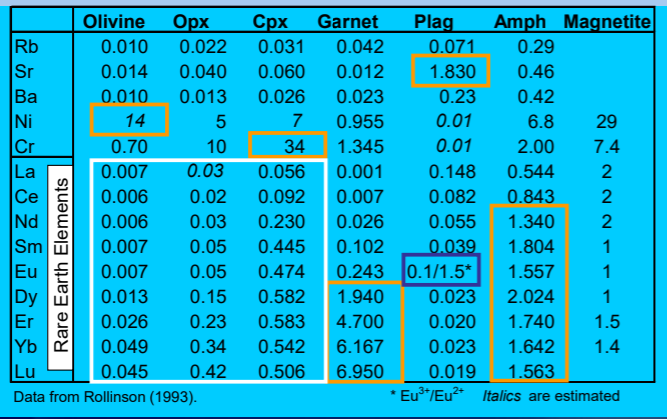 Olivine Opx Cpx Garnet Plag Amph Magnetite
Rb 0.010 0.022 0.031 0.042 0.071 0.29
Sr 0.014 0.040 0.060 0.012 1.830 0.46
Ba 0.010 0.013 0.026 0.023 0.23 0.42
Ni 14 5 7 0.955 0.01 6.8 29
Cr 0.70 10 34 1.345 0.01 2.00 7.4
Rare Earth Elements
La 0.007 0.03 0.056 0.001 0.148 0.544 2
Ce 0.006 0.02 0.092 0.007 0.082 0.843 2
Nd 0.006 0.03 0.230 0.026 0.055 1.340 2
Sm 0.007 0.05 0.445 0.102 0.039 1.804 1
Eu 0.007 0.05 0.474 0.243 0.1/1.5* 1.557 1
Dy 0.013 0.15 0.582 1.940 0.023 2.024 1
Er 0.026 0.23 0.583 4.700 0.020 1.740 1.5
Yb 0.049 0.34 0.542 6.167 0.023 1.642 1.4
Lu 0.045 0.42 0.506 6.950 0.019 1.563
Data from Rollinson (1993). * Eu³⁺/Eu²⁺ Italics are estimated